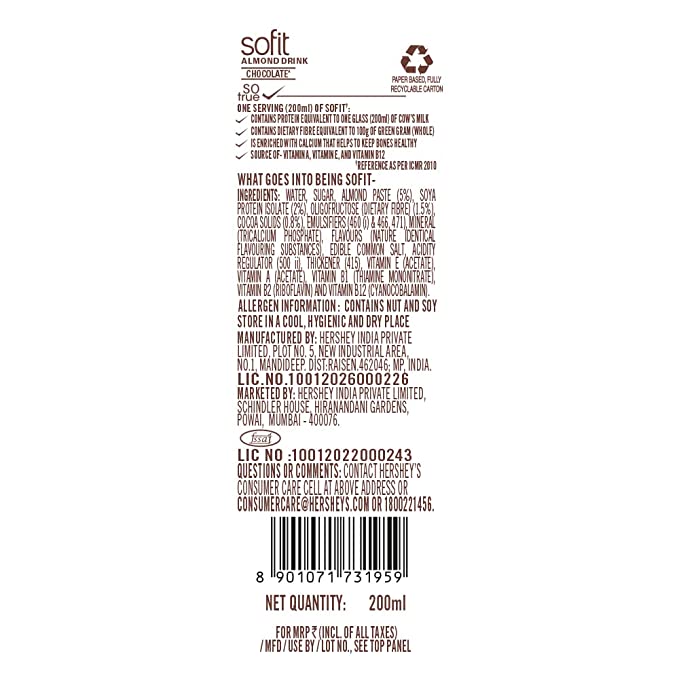 sofit
ALMOND DRINK
CHOCOLATE*
so
true
PAPER BASED, FULLY
RECYCLABLE CARTON
ONE SERVING (200ml) OF SOFIT†:
CONTAINS PROTEIN EQUIVALENT TO ONE GLASS (200ml) OF COW'S MILK
CONTAINS DIETARY FIBRE EQUIVALENT TO 100g OF GREEN GRAM (WHOLE)
IS ENRICHED WITH CALCIUM THAT HELPS TO KEEP BONES HEALTHY
SOURCE OF- VITAMIN A, VITAMIN E, AND VITAMIN B12
†REFERENCE AS PER ICMR 2010
WHAT GOES INTO BEING SOFIT-
INGREDIENTS: WATER, SUGAR, ALMOND PASTE (5%), SOYA
PROTEIN ISOLATE (2%), OLIGOFRUCTOSE (DIETARY FIBRE) (1.5%),
COCOA SOLIDS (0.8%), EMULSIFIERS (460 (i) & 466, 471), MINERAL
(TRICALCIUM PHOSPHATE), FLAVOURS (NATURE IDENTICAL
FLAVOURING SUBSTANCES), EDIBLE COMMON SALT, ACIDITY
REGULATOR (500 ii), THICKENER (415), VITAMIN E (ACETATE),
VITAMIN A (ACETATE), VITAMIN B1 (THIAMINE MONONITRATE),
VITAMIN B2 (RIBOFLAVIN) AND VITAMIN B12 (CYANOCOBALAMIN).
ALLERGEN INFORMATION : CONTAINS NUT AND SOY
STORE IN A COOL, HYGIENIC AND DRY PLACE
MANUFACTURED BY: HERSHEY INDIA PRIVATE
LIMITED, PLOT NO. 5, NEW INDUSTRIAL AREA,
NO.1, MANDIDEEP. DIST:RAISEN.462046; MP, INDIA.
LIC.NO.10012026000226
MARKETED BY: HERSHEY INDIA PRIVATE LIMITED,
SCHINDLER HOUSE, HIRANANDANI GARDENS,
POWAI, MUMBAI - 400076.
fssai
LIC NO :10012022000243
QUESTIONS OR COMMENTS: CONTACT HERSHEY'S
CONSUMER CARE CELL AT ABOVE ADDRESS OR
CONSUMERCARE@HERSHEYS.COM OR 1800221456.
8 901071 731959
NET QUANTITY: 200ml
FOR MRP ₹ (INCL. OF ALL TAXES)
/ MFD / USE BY / LOT NO., SEE TOP PANEL